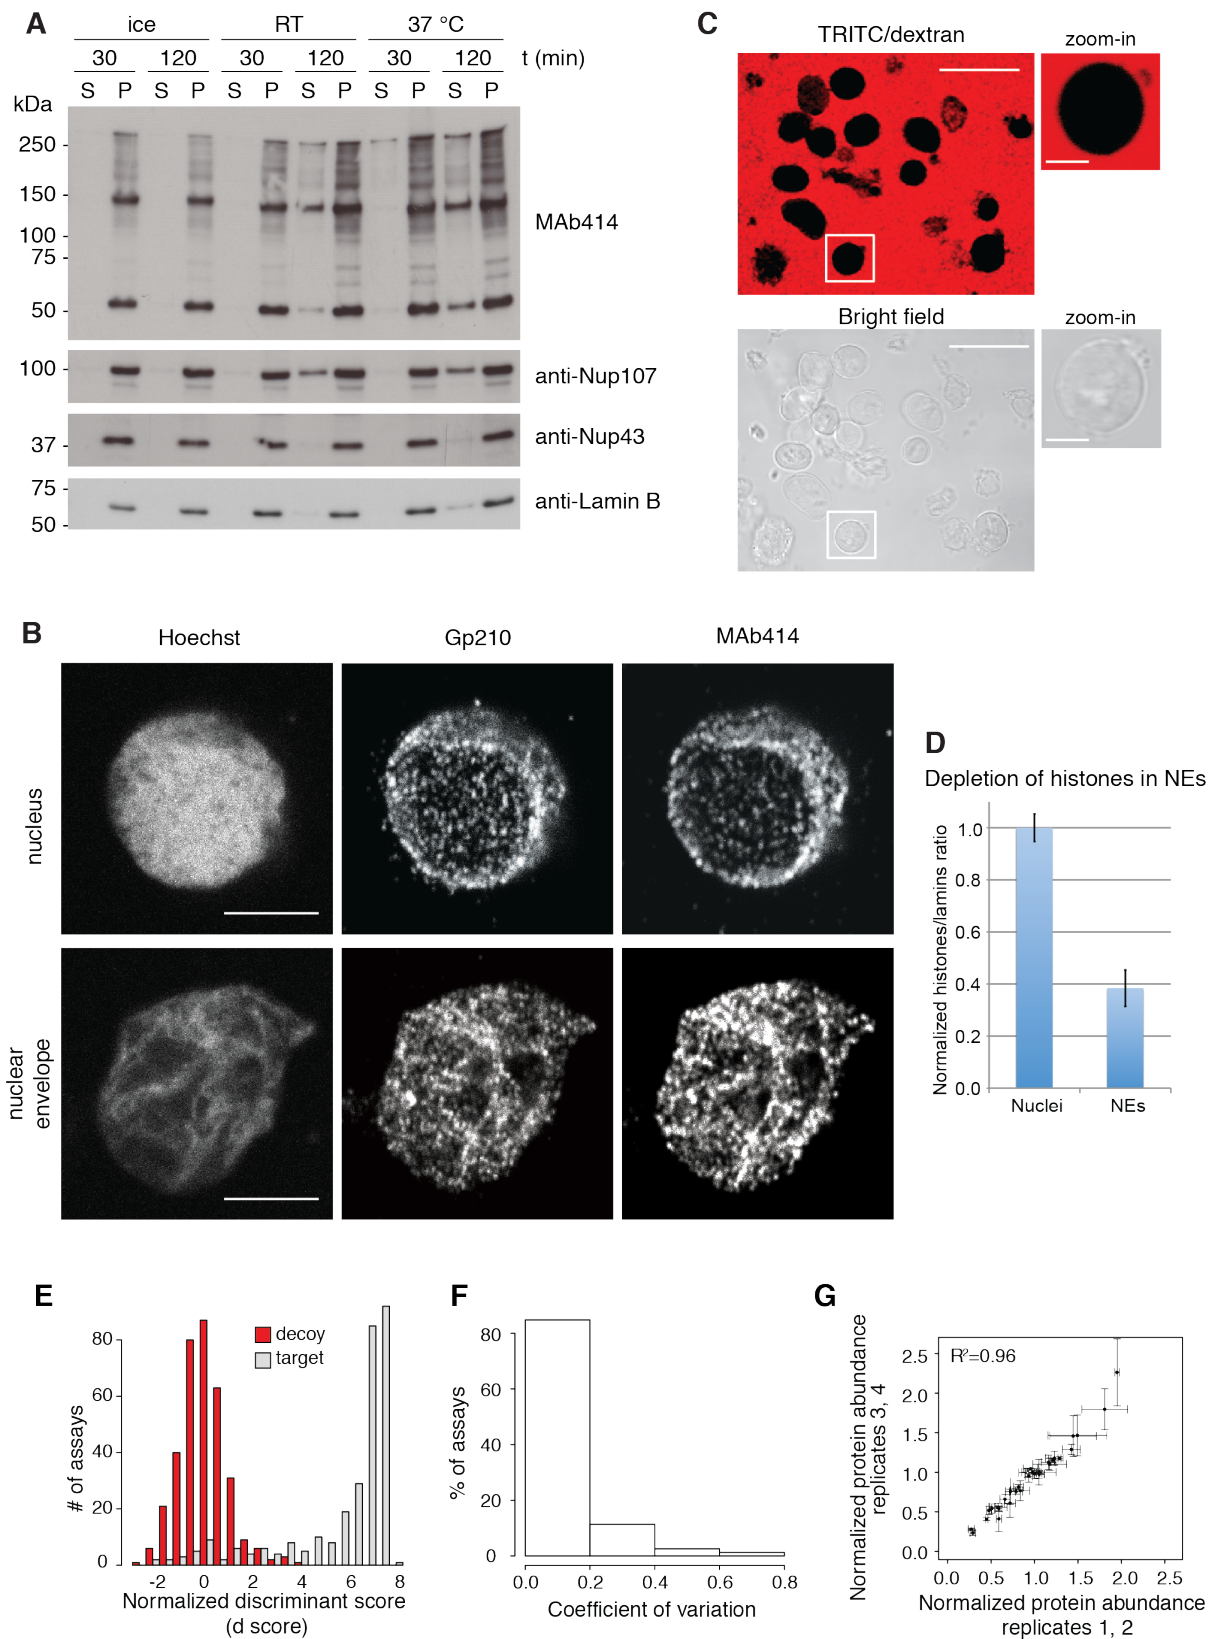 A
ice RT 37 °C
30 120 30 120 30 120 t (min)
S P S P S P S P S P S P
kDa
250
150
100
75
50
MAb414
100
anti-Nup107
37
anti-Nup43
75
50
anti-Lamin B
C
TRITC/dextran
zoom-in
Bright field
zoom-in
B
Hoechst Gp210 MAb414
nucleus
nuclear
envelope
D
Depletion of histones in NEs
Normalized histones/lamins ratio
1.0
0.8
0.6
0.4
0.2
0.0
Nuclei NEs
E
# of assays
80
60
40
20
0
decoy
target
-2 0 2 4 6 8
Normalized discriminant score
(d score)
F
% of assays
80
60
40
20
0
0.0 0.2 0.4 0.6 0.8
Coefficient of variation
G
Normalized protein abundance
replicates 3, 4
R²=0.96
2.5
2.0
1.5
1.0
0.5
0.0
0.0 0.5 1.0 1.5 2.0 2.5
Normalized protein abundance
replicates 1, 2